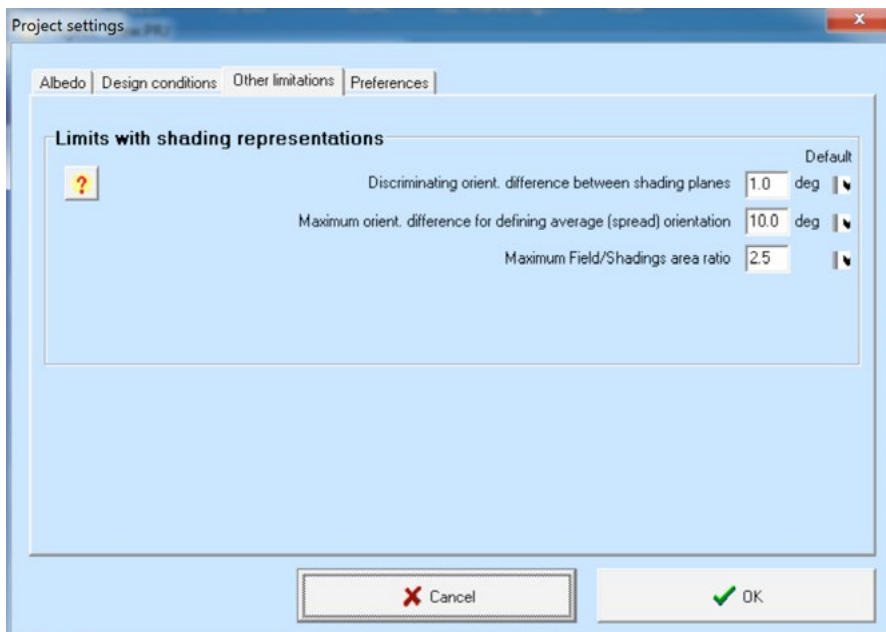 Project settings
Albedo Design conditions Other limitations Preferences
Limits with shading representations
Default
? Discriminating orient. difference between shading planes 1.0 deg
Maximum orient. difference for defining average (spread) orientation 10.0 deg
Maximum Field/Shadings area ratio 2.5
Cancel OK